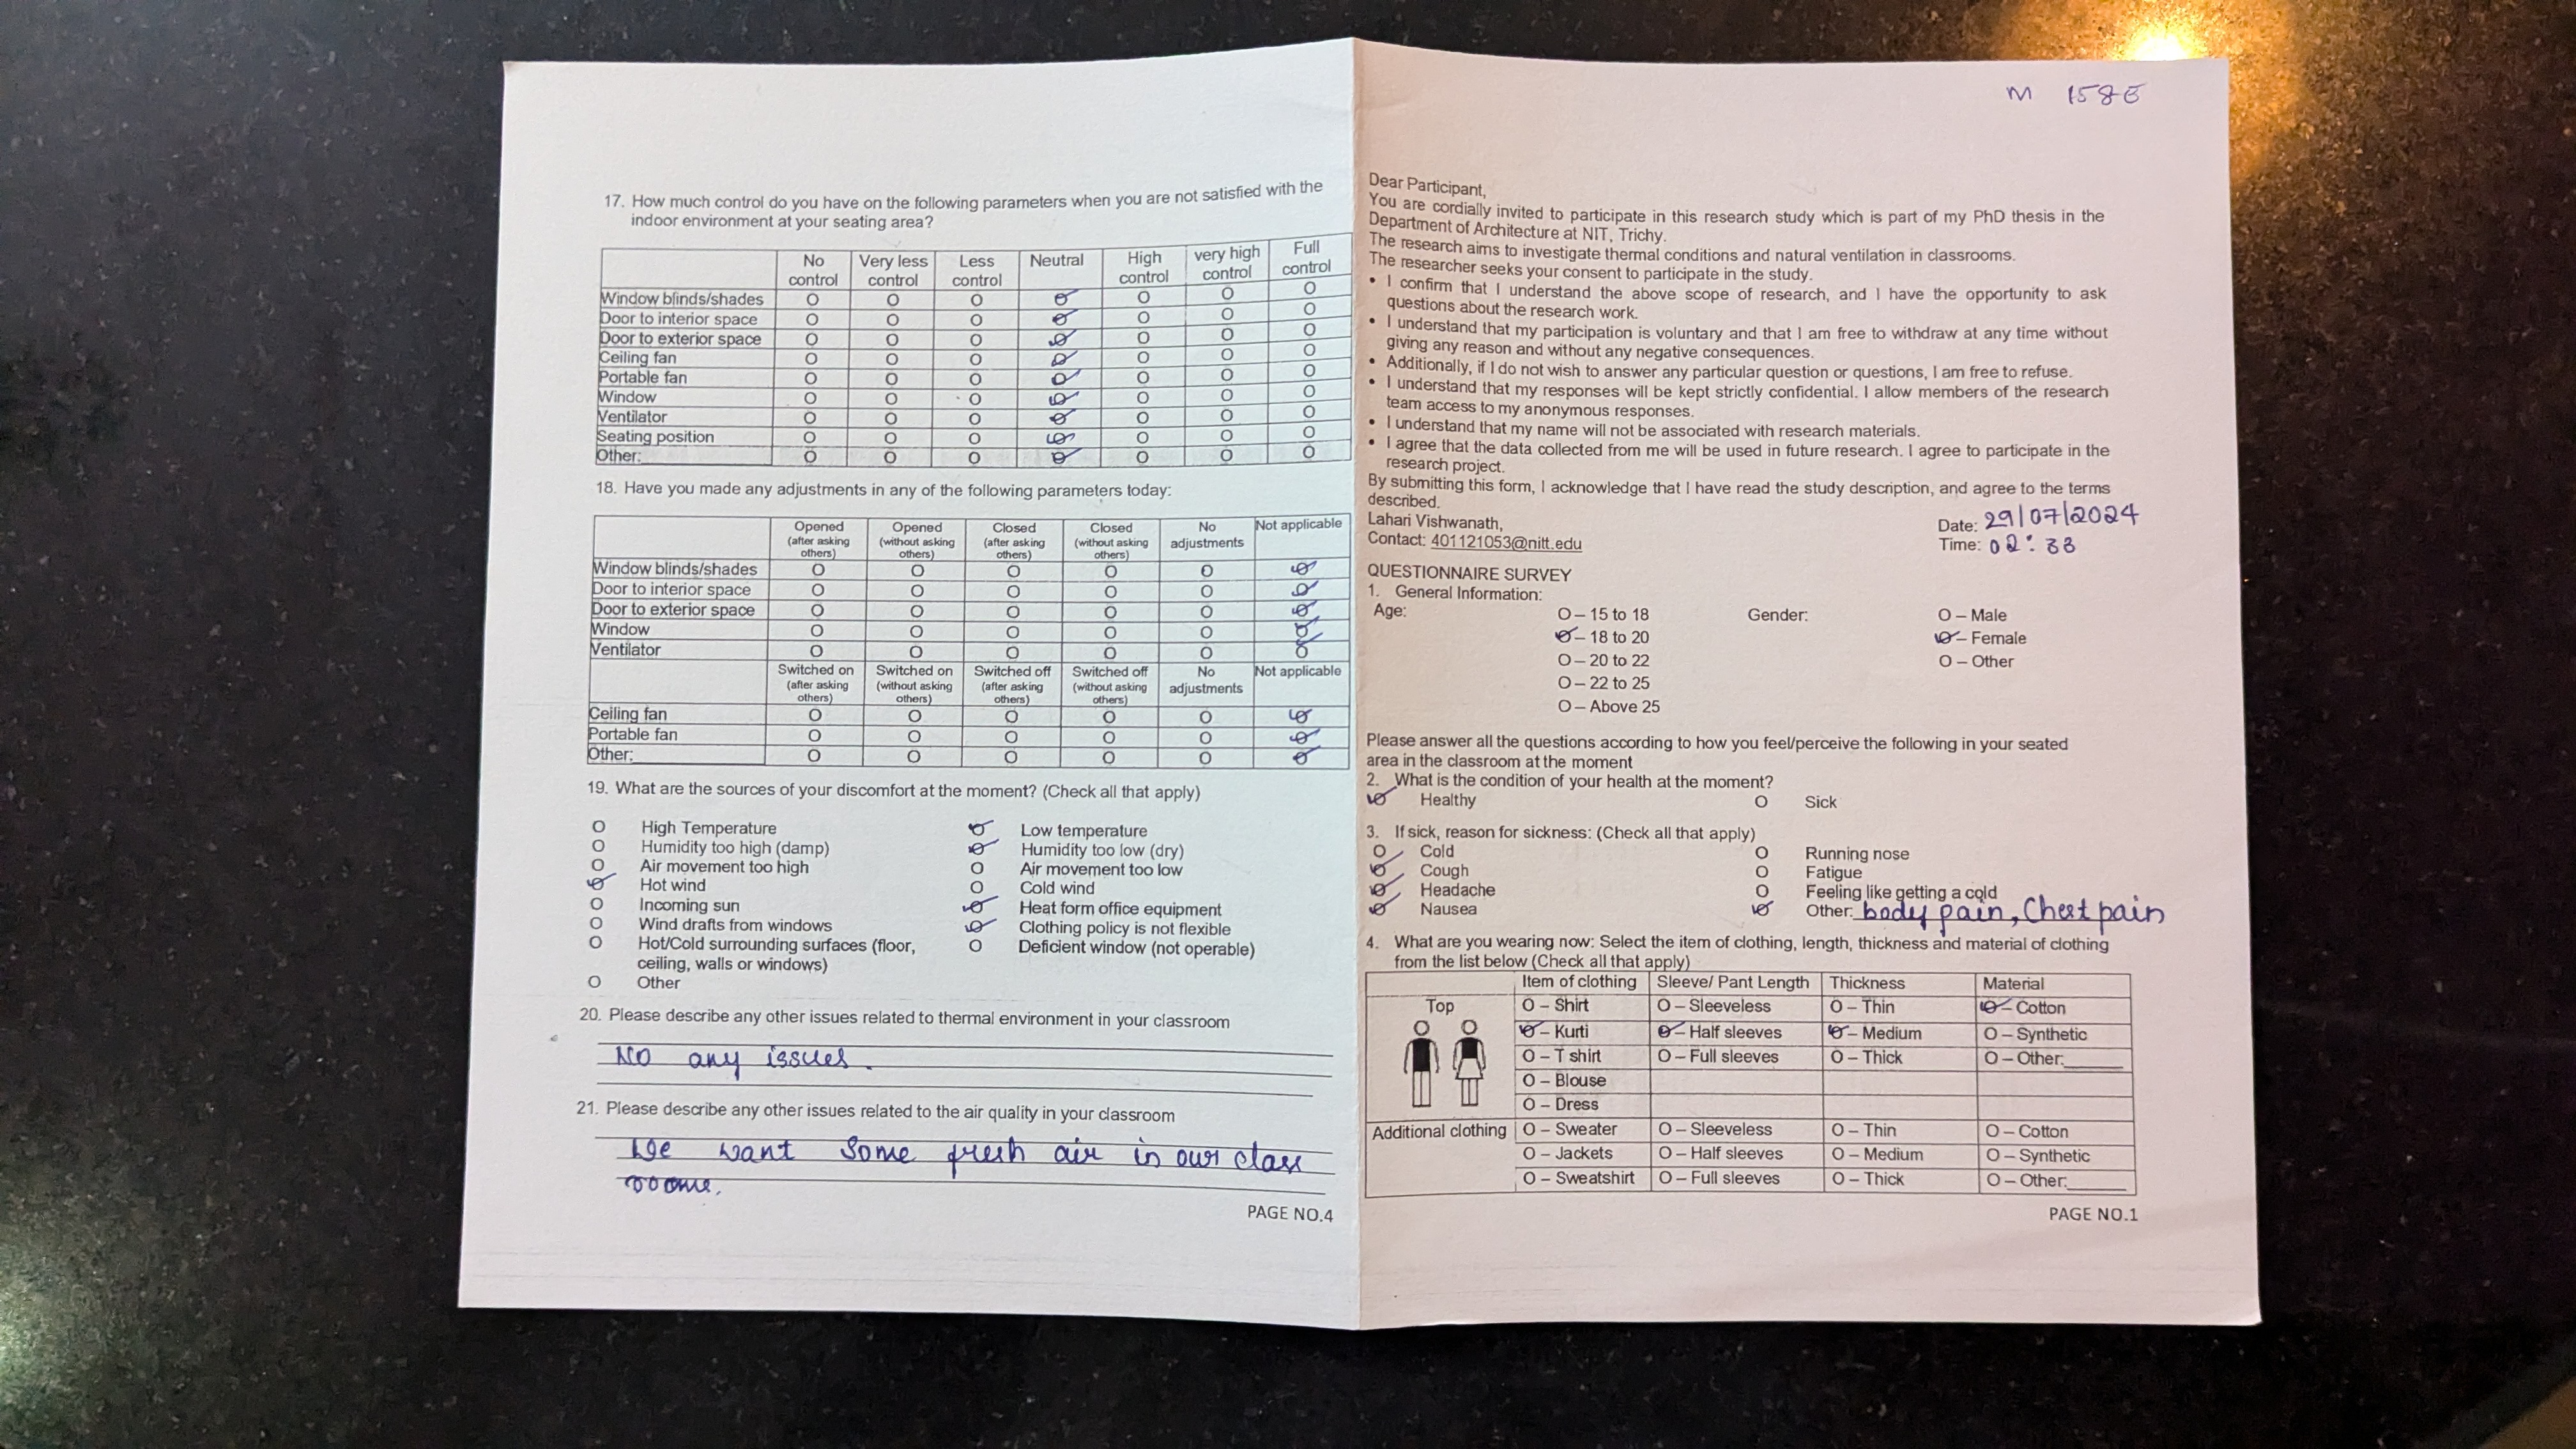 17. How much control do you have on the following parameters when you are not satisfied with the
indoor environment at your seating area?
No control Very less control Less control Neutral High control very high control Full control
Window blinds/shades O O O O O O O
Door to interior space O O O O O O O
Door to exterior space O O O O O O O
Ceiling fan O O O O O O O
Portable fan O O O O O O O
Window O O O O O O O
Ventilator O O O O O O O
Seating position O O O O O O O
Other: O O O O O O O
18. Have you made any adjustments in any of the following parameters today:
Opened (after asking others) Opened (without asking others) Closed (after asking others) Closed (without asking others) No adjustments Not applicable
Window blinds/shades O O O O O O
Door to interior space O O O O O O
Door to exterior space O O O O O O
Window O O O O O O
Ventilator O O O O O O
Switched on (after asking others) Switched on (without asking others) Switched off (after asking others) Switched off (without asking others) No adjustments Not applicable
Ceiling fan O O O O O O
Portable fan O O O O O O
Other: O O O O O O
19. What are the sources of your discomfort at the moment? (Check all that apply)
O High Temperature O Low temperature
O Humidity too high (damp) O Humidity too low (dry)
O Air movement too high O Air movement too low
O Hot wind O Cold wind
O Incoming sun O Heat form office equipment
O Wind drafts from windows O Clothing policy is not flexible
O Hot/Cold surrounding surfaces (floor, O Deficient window (not operable)
ceiling, walls or windows)
O Other
20. Please describe any other issues related to thermal environment in your classroom
No any issues.
21. Please describe any other issues related to the air quality in your classroom
We want some fresh air in our class
roome.
PAGE NO.4
M 1585
Dear Participant,
You are cordially invited to participate in this research study which is part of my PhD thesis in the
Department of Architecture at NIT, Trichy.
The research aims to investigate thermal conditions and natural ventilation in classrooms.
The researcher seeks your consent to participate in the study.
• I confirm that I understand the above scope of research, and I have the opportunity to ask
questions about the research work.
• I understand that my participation is voluntary and that I am free to withdraw at any time without
giving any reason and without any negative consequences.
• Additionally, if I do not wish to answer any particular question or questions, I am free to refuse.
• I understand that my responses will be kept strictly confidential. I allow members of the research
team access to my anonymous responses.
• I understand that my name will not be associated with research materials.
• I agree that the data collected from me will be used in future research. I agree to participate in the
research project.
By submitting this form, I acknowledge that I have read the study description, and agree to the terms
described.
Lahari Vishwanath, Date: 29/07/2024
Contact: 401121053@nitt.edu Time: 02:33
QUESTIONNAIRE SURVEY
1. General Information:
Age: O – 15 to 18 Gender: O – Male
O – 18 to 20 O – Female
O – 20 to 22 O – Other
O – 22 to 25
O – Above 25
Please answer all the questions according to how you feel/perceive the following in your seated
area in the classroom at the moment
2. What is the condition of your health at the moment?
O Healthy O Sick
3. If sick, reason for sickness: (Check all that apply)
O Cold O Running nose
O Cough O Fatigue
O Headache O Feeling like getting a cold
O Nausea O Other: body pain, Chest pain
4. What are you wearing now: Select the item of clothing, length, thickness and material of clothing
from the list below (Check all that apply)
Item of clothing Sleeve/ Pant Length Thickness Material
Top O – Shirt O – Sleeveless O – Thin O – Cotton
O – Kurti O – Half sleeves O – Medium O – Synthetic
O – T shirt O – Full sleeves O – Thick O – Other:
O – Blouse
O – Dress
Additional clothing O – Sweater O – Sleeveless O – Thin O – Cotton
O – Jackets O – Half sleeves O – Medium O – Synthetic
O – Sweatshirt O – Full sleeves O – Thick O – Other:
PAGE NO.1